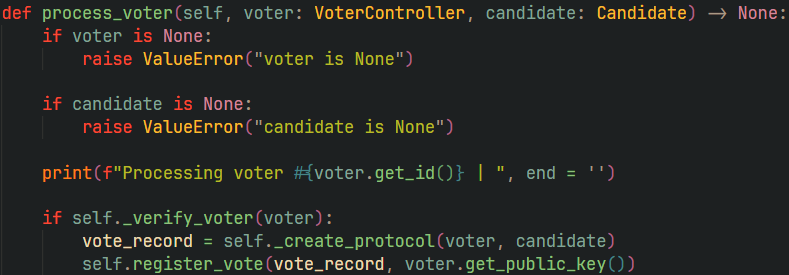 def process_voter(self, voter: VoterController, candidate: Candidate) -> None:
    if voter is None:
        raise ValueError("voter is None")

    if candidate is None:
        raise ValueError("candidate is None")

    print(f"Processing voter #{voter.get_id()} | ", end = '')

    if self._verify_voter(voter):
        vote_record = self._create_protocol(voter, candidate)
        self.register_vote(vote_record, voter.get_public_key())